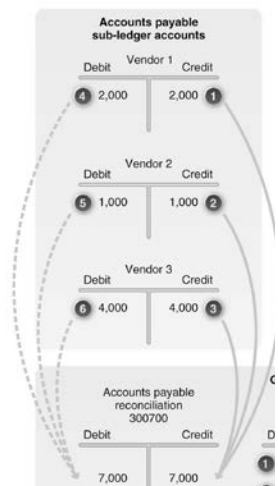 Accounts payable
sub-ledger accounts
Vendor 1
Debit Credit
4 2,000 2,000 1
Vendor 2
Debit Credit
5 1,000 1,000 2
Vendor 3
Debit Credit
6 4,000 4,000 3
Accounts payable
reconciliation
300700
Debit Credit
7,000 7,000
1